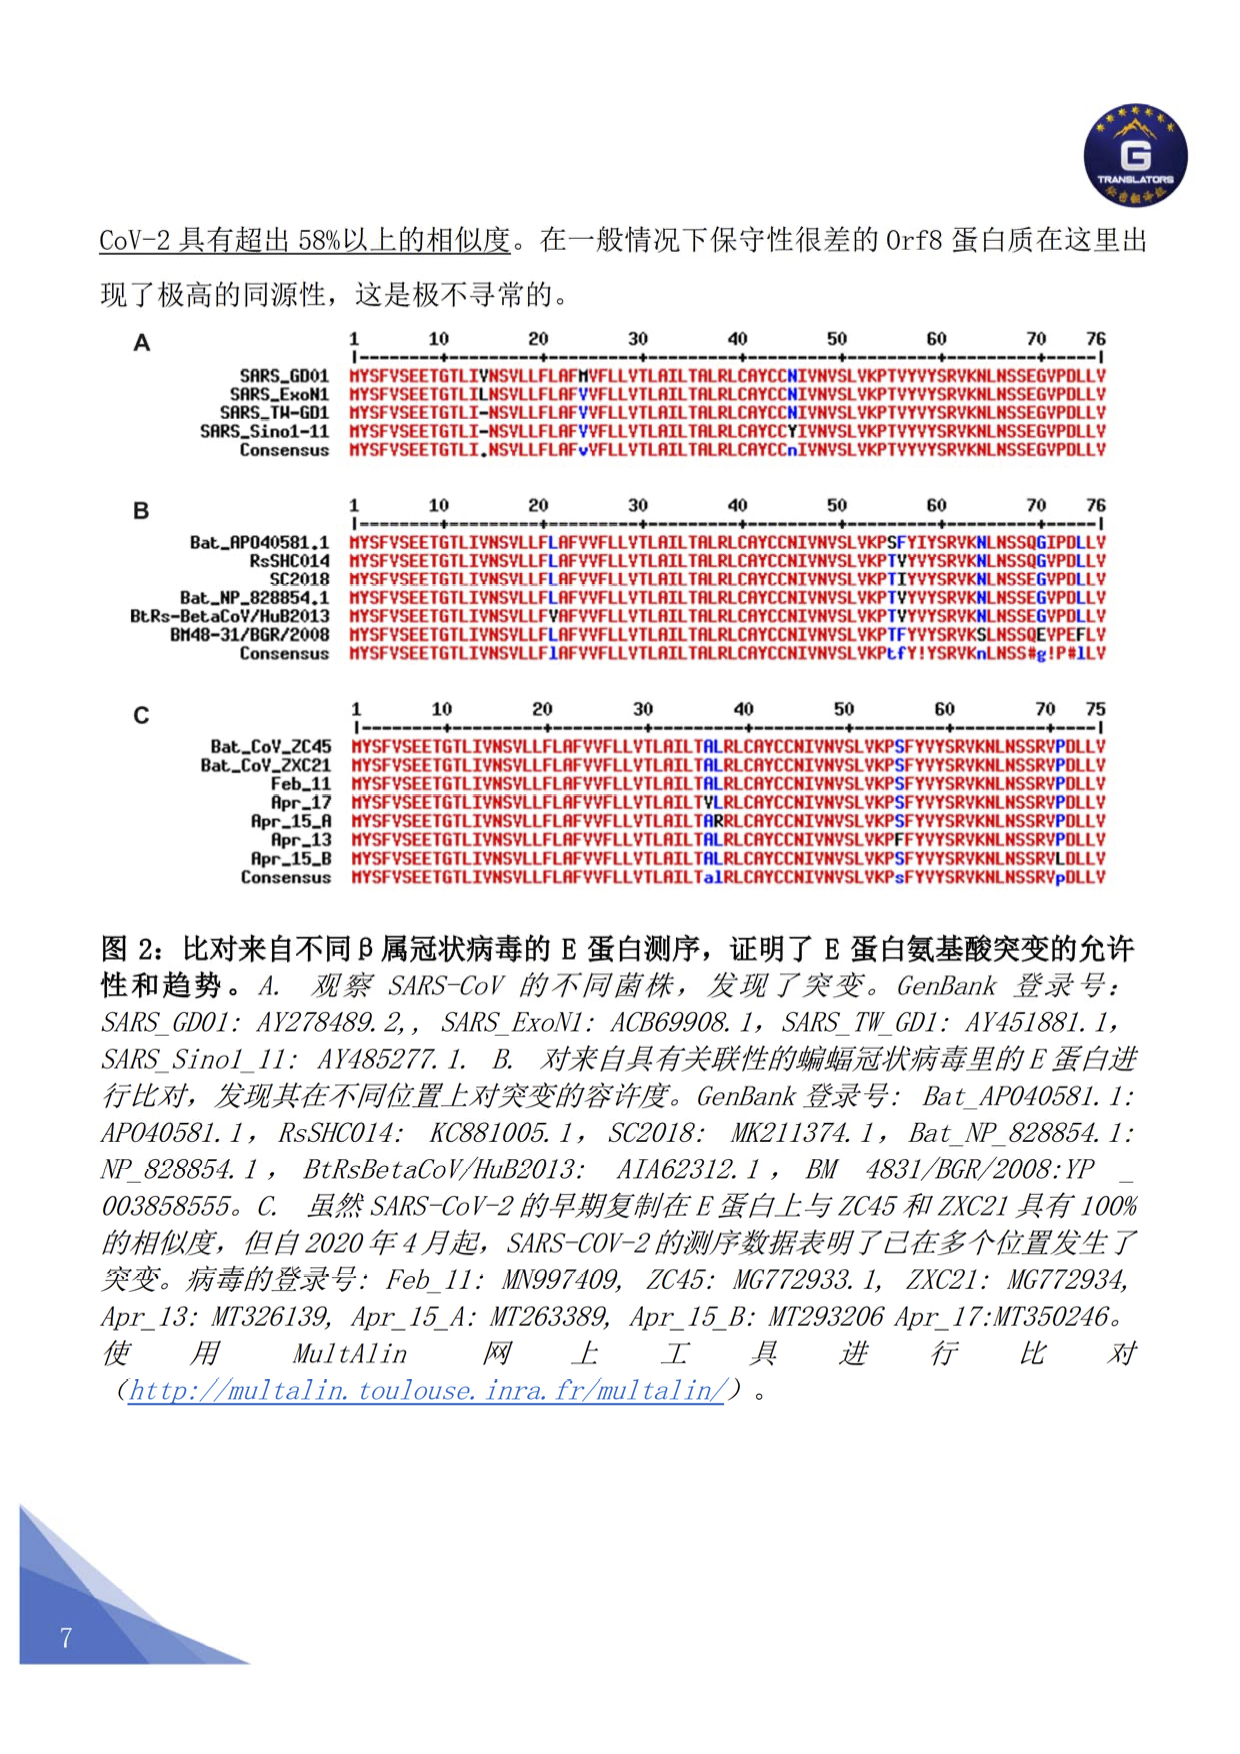 G
TRANSLATORS
CoV-2 具有超出 58%以上的相似度。在一般情况下保守性很差的 Orf8 蛋白质在这里出
现了极高的同源性，这是极不寻常的。
A
1 10 20 30 40 50 60 70 76
SARS_GD01 MYSFVSEETGTLIVNSVLLFLAFMVFLLVTLAILTALRLCAYCCNIVNVSLVKPTVYVYSRVKNLNSSEGVPDLLV
SARS_ExoN1 MYSFVSEETGTLILNSVLLFLAFVVFLLVTLAILTALRLCAYCCNIVNVSLVKPTVYVYSRVKNLNSSEGVPDLLV
SARS_TW-GD1 MYSFVSEETGTLI-NSVLLFLAFVVFLLVTLAILTALRLCAYCCNIVNVSLVKPTVYVYSRVKNLNSSEGVPDLLV
SARS_Sino1-11 MYSFVSEETGTLI-NSVLLFLAFVVFLLVTLAILTALRLCAYCCYIVNVSLVKPTVYVYSRVKNLNSSEGVPDLLV
Consensus MYSFVSEETGTLI.NSVLLFLAFvVFLLVTLAILTALRLCAYCCnIVNVSLVKPTVYVYSRVKNLNSSEGVPDLLV
B
1 10 20 30 40 50 60 70 76
Bat_APO40581.1 MYSFVSEETGTLIVNSVLLFLAFVVFLLVTLAILTALRLCAYCCNIVNVSLVKPSFYIYSRVKNLNSSQGIPDLLV
RsSHC014 MYSFVSEETGTLIVNSVLLFLAFVVFLLVTLAILTALRLCAYCCNIVNVSLVKPTVYVYSRVKNLNSSQGVPDLLV
SC2018 MYSFVSEETGTLIVNSVLLFLAFVVFLLVTLAILTALRLCAYCCNIVNVSLVKPTIYVYSRVKNLNSSEGVPDLLV
Bat_NP_828854.1 MYSFVSEETGTLIVNSVLLFLAFVVFLLVTLAILTALRLCAYCCNIVNVSLVKPTVYVYSRVKNLNSSEGVPDLLV
BtRs-BetaCoV/HuB2013 MYSFVSEETGTLIVNSVLLFVAFVVFLLVTLAILTALRLCAYCCNIVNVSLVKPTVYVYSRVKNLNSSEGVPDLLV
BM48-31/BGR/2008 MYSFVSEETGTLIVNSVLLFLAFVVFLLVTLAILTALRLCAYCCNIVNVSLVKPTFYVYSRVKSLNSSQEVPEFLV
Consensus MYSFVSEETGTLIVNSVLLFlAFVVFLLVTLAILTALRLCAYCCNIVNVSLVKPtfY!YSRVKnLNSS#g!P#lLV
C
1 10 20 30 40 50 60 70 75
Bat_CoV_ZC45 MYSFVSEETGTLIVNSVLLFLAFVVFLLVTLAILTALRLCAYCCNIVNVSLVKPSFYVYSRVKNLNSSRVPDLLV
Bat_CoV_ZXC21 MYSFVSEETGTLIVNSVLLFLAFVVFLLVTLAILTALRLCAYCCNIVNVSLVKPSFYVYSRVKNLNSSRVPDLLV
Feb_11 MYSFVSEETGTLIVNSVLLFLAFVVFLLVTLAILTALRLCAYCCNIVNVSLVKPSFYVYSRVKNLNSSRVPDLLV
Apr_17 MYSFVSEETGTLIVNSVLLFLAFVVFLLVTLAILTVLRLCAYCCNIVNVSLVKPSFYVYSRVKNLNSSRVPDLLV
Apr_15_A MYSFVSEETGTLIVNSVLLFLAFVVFLLVTLAILTARRLCAYCCNIVNVSLVKPSFYVYSRVKNLNSSRVPDLLV
Apr_13 MYSFVSEETGTLIVNSVLLFLAFVVFLLVTLAILTALRLCAYCCNIVNVSLVKPFFYVYSRVKNLNSSRVPDLLV
Apr_15_B MYSFVSEETGTLIVNSVLLFLAFVVFLLVTLAILTALRLCAYCCNIVNVSLVKPSFYVYSRVKNLNSSRVLDLLV
Consensus MYSFVSEETGTLIVNSVLLFLAFVVFLLVTLAILTalRLCAYCCNIVNVSLVKPsFYVYSRVKNLNSSRVpDLLV
图 2: 比对来自不同 β 属冠状病毒的 E 蛋白测序，证明了 E 蛋白氨基酸突变的允许
性和趋势。A. 观察 SARS-CoV 的不同菌株，发现了突变。GenBank 登录号：
SARS_GD01: AY278489.2,, SARS_ExoN1: ACB69908.1, SARS_TW_GD1: AY451881.1,
SARS_Sino1_11: AY485277.1. B. 对来自具有关联性的蝙蝠冠状病毒里的 E 蛋白进
行比对，发现其在不同位置上对突变的容许度。GenBank 登录号: Bat_AP040581.1:
AP040581.1, RsSHC014: KC881005.1, SC2018: MK211374.1, Bat_NP_828854.1:
NP_828854.1, BtRsBetaCoV/HuB2013: AIA62312.1, BM 4831/BGR/2008:YP _
003858555。C. 虽然 SARS-CoV-2 的早期复制在 E 蛋白上与 ZC45 和 ZXC21 具有 100%
的相似度，但自 2020 年 4 月起，SARS-COV-2 的测序数据表明了已在多个位置发生了
突变。病毒的登录号: Feb_11: MN997409, ZC45: MG772933.1, ZXC21: MG772934,
Apr_13: MT326139, Apr_15_A: MT263389, Apr_15_B: MT293206 Apr_17:MT350246。
使用 MultAlin 网上工具进行比对
（http://multalin.toulouse.inra.fr/multalin/）。
7